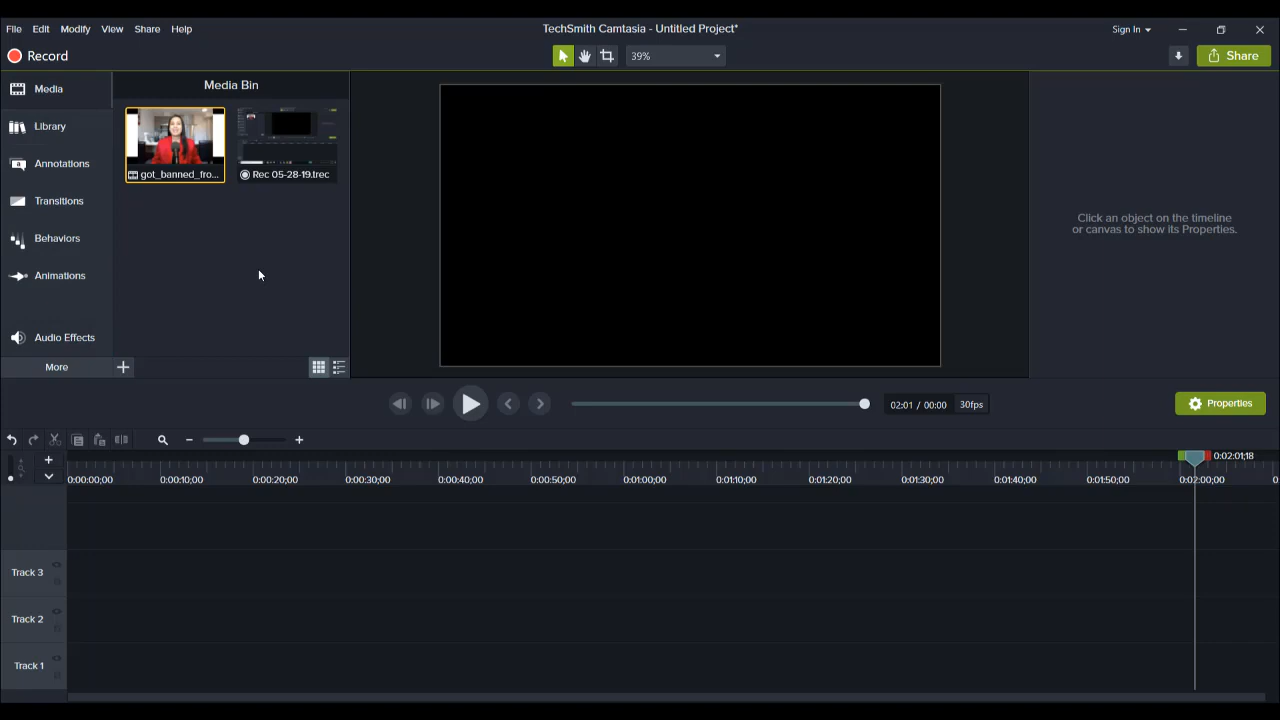 File Edit Modify View Share Help
TechSmith Camtasia - Untitled Project*
Sign In
Record
39%
Share
Media
Library
Annotations
Transitions
Behaviors
Animations
Audio Effects
More
Media Bin
got_banned_fro...
Rec 05-28-19.trec
Click an object on the timeline
or canvas to show its Properties.
02:01 / 00:00
30fps
Properties
0:02:01;18
0:00:00;00 0:00:10;00 0:00:20;00 0:00:30;00 0:00:40;00 0:00:50;00 0:01:00;00 0:01:10;00 0:01:20;00 0:01:30;00 0:01:40;00 0:01:50;00 0:02:00;00 0
Track 3
Track 2
Track 1